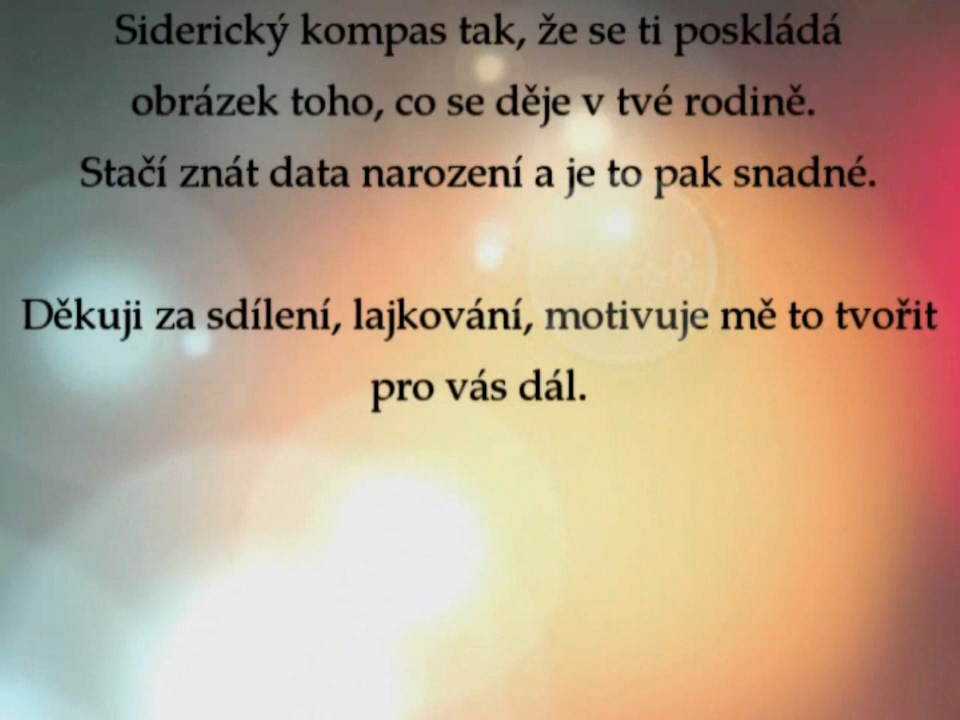 Siderický kompas tak, že se ti poskládá
obrázek toho, co se děje v tvé rodině.
Stačí znát data narození a je to pak snadné.
Děkuji za sdílení, lajkování, motivuje mě to tvořit
pro vás dál.